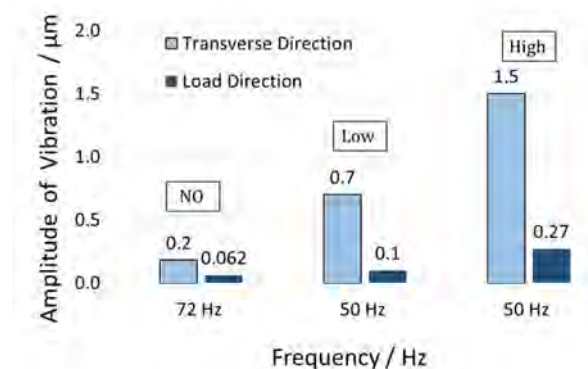 Amplitude of Vibration / µm
2.0
1.5
1.0
0.5
0.0
Transverse Direction
Load Direction
NO
Low
High
0.2
0.062
0.7
0.1
1.5
0.27
72 Hz
50 Hz
50 Hz
Frequency / Hz